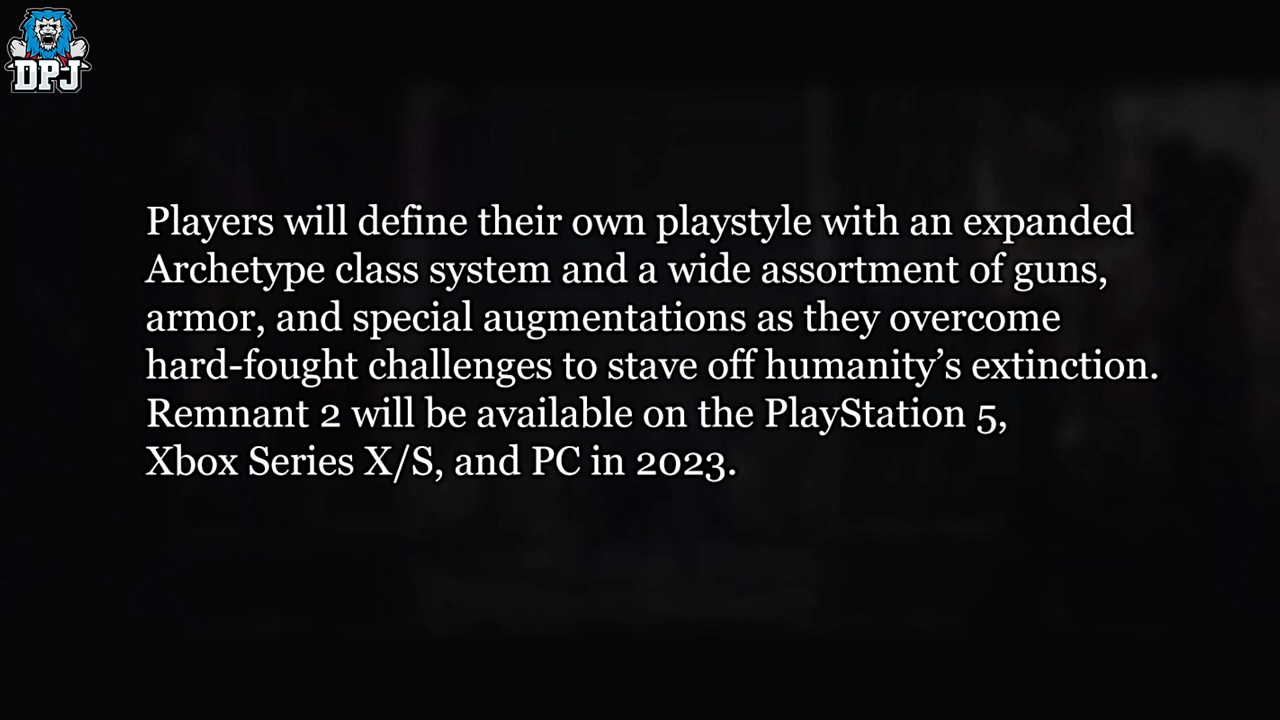 DPJ
Players will define their own playstyle with an expanded
Archetype class system and a wide assortment of guns,
armor, and special augmentations as they overcome
hard-fought challenges to stave off humanity’s extinction.
Remnant 2 will be available on the PlayStation 5,
Xbox Series X/S, and PC in 2023.